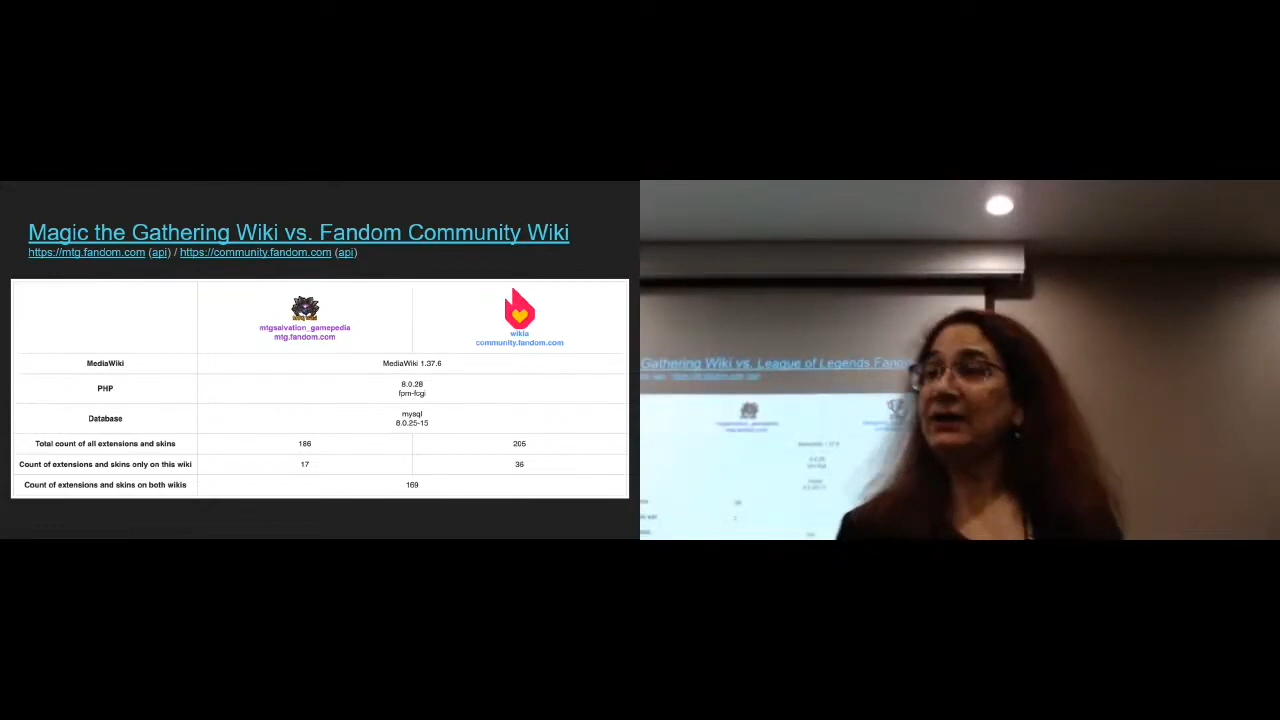 Magic the Gathering Wiki vs. Fandom Community Wiki
https://mtg.fandom.com (api) / https://community.fandom.com (api)
mtgsalvation_gamepedia
mtg.fandom.com
wikia
community.fandom.com
MediaWiki MediaWiki 1.37.6
PHP 8.0.28
fpm-fcgi
Database mysql
8.0.25-15
Total count of all extensions and skins 186 205
Count of extensions and skins only on this wiki 17 36
Count of extensions and skins on both wikis 169
Gathering Wiki vs. League of Legends